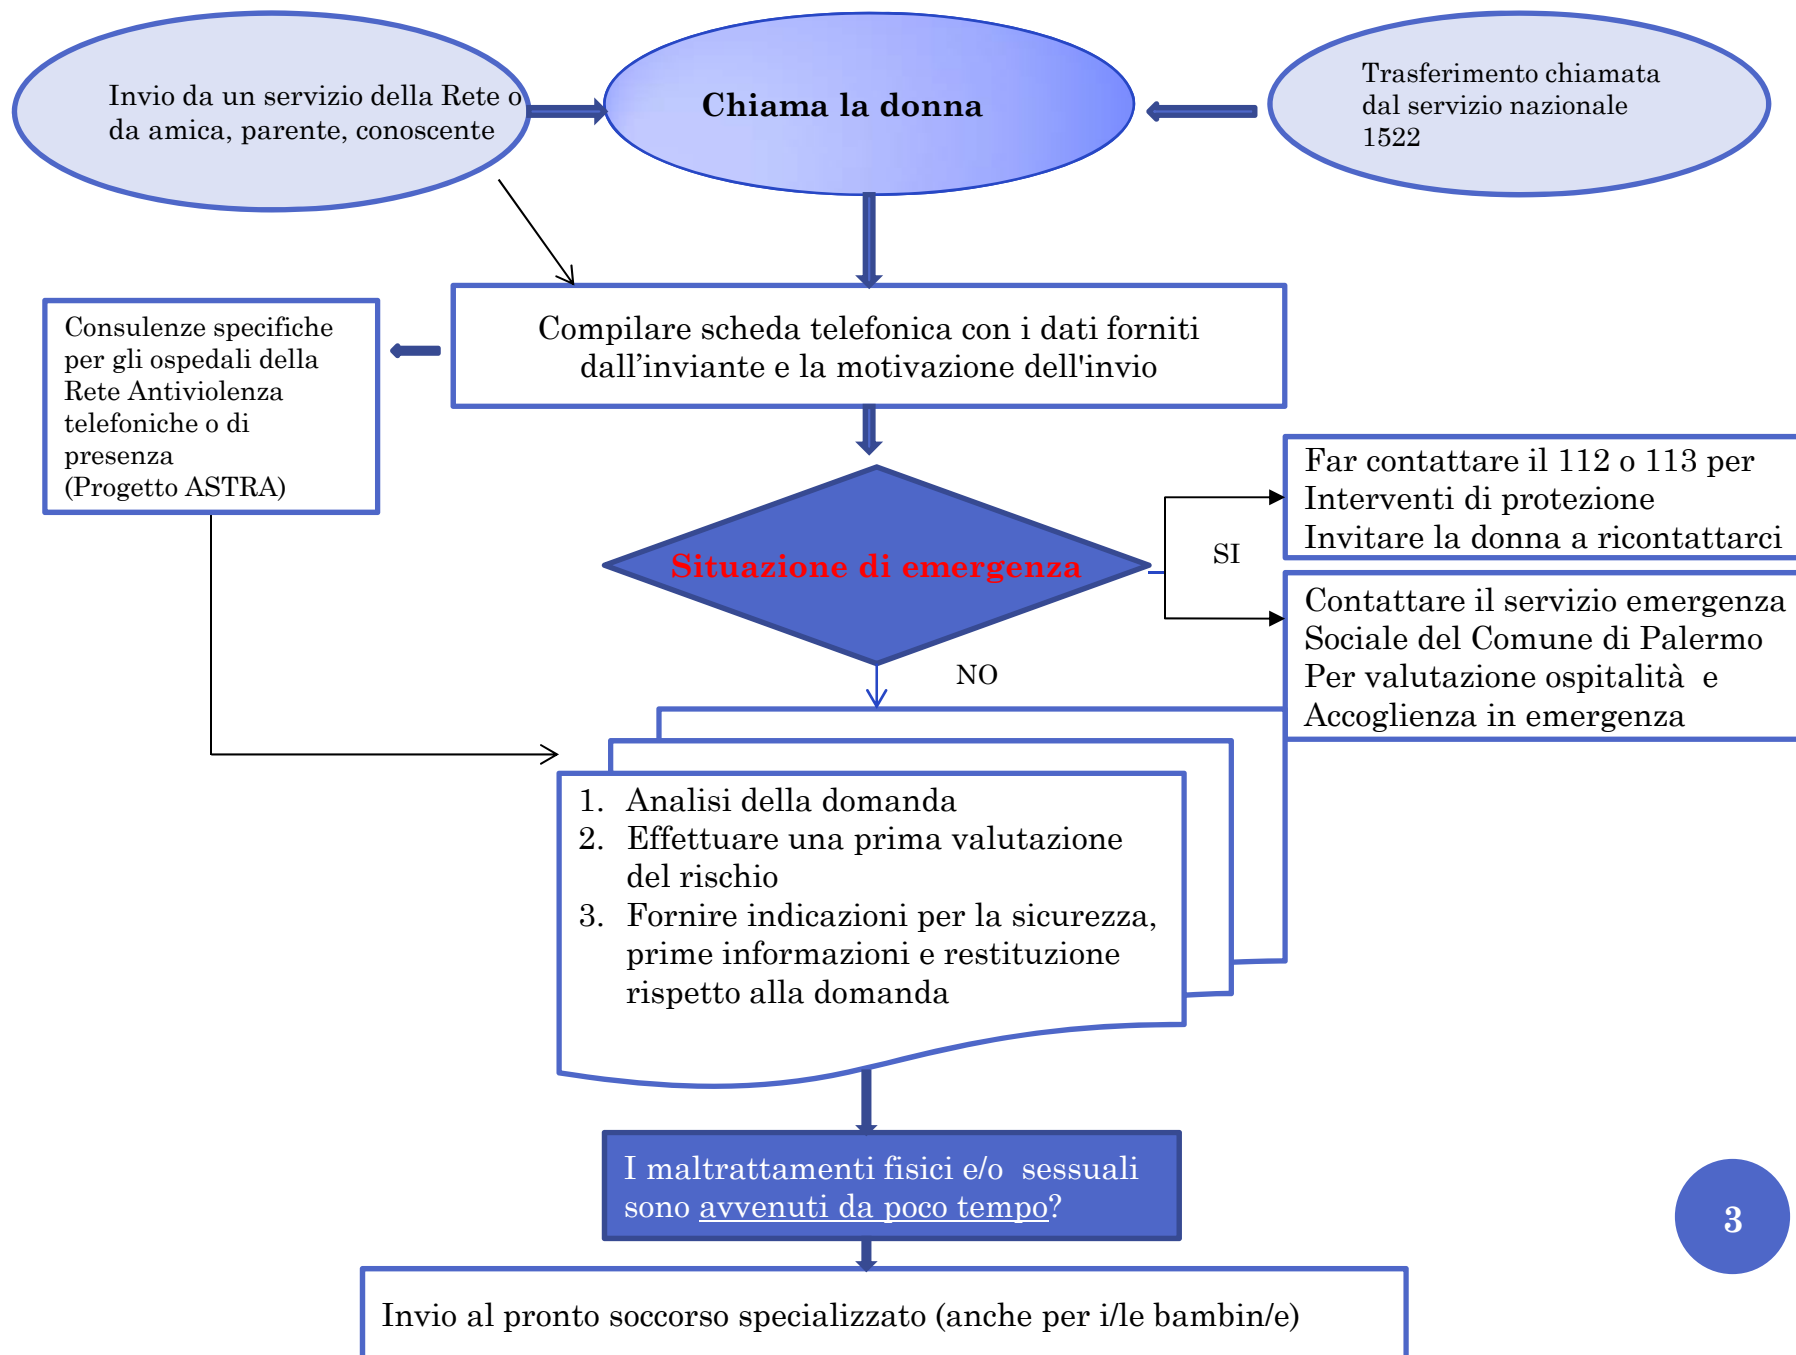 Invio da un servizio della Rete o
da amica, parente, conoscente
Chiama la donna
Trasferimento chiamata
dal servizio nazionale
1522
Compilare scheda telefonica con i dati forniti
dall’inviante e la motivazione dell'invio
Consulenze specifiche
per gli ospedali della
Rete Antiviolenza
telefoniche o di
presenza
(Progetto ASTRA)
Situazione di emergenza
SI
Far contattare il 112 o 113 per
Interventi di protezione
Invitare la donna a ricontattarci
Contattare il servizio emergenza
Sociale del Comune di Palermo
Per valutazione ospitalità e
Accoglienza in emergenza
NO
1. Analisi della domanda
2. Effettuare una prima valutazione
del rischio
3. Fornire indicazioni per la sicurezza,
prime informazioni e restituzione
rispetto alla domanda
I maltrattamenti fisici e/o sessuali
sono avvenuti da poco tempo?
3
Invio al pronto soccorso specializzato (anche per i/le bambin/e)